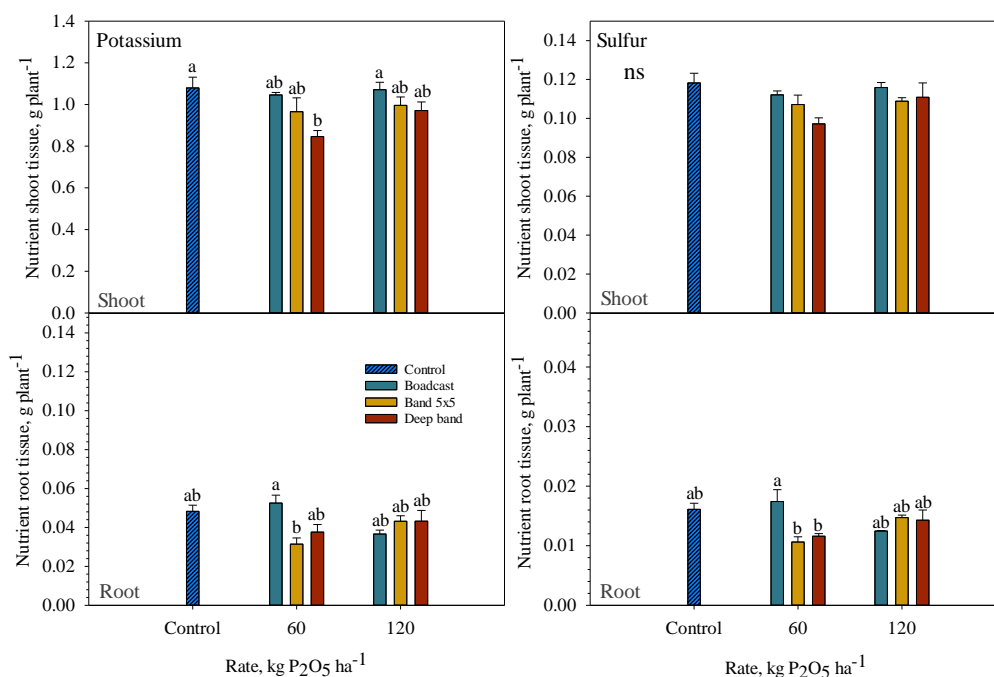 Potassium
Nutrient shoot tissue, g plant⁻¹
1.4
1.2
1.0
0.8
0.6
0.4
0.2
0.0
a
ab
ab
b
a
ab
ab
Shoot
Sulfur
ns
Nutrient shoot tissue, g plant⁻¹
0.14
0.12
0.10
0.08
0.06
0.04
0.02
0.00
Shoot
Nutrient root tissue, g plant⁻¹
0.14
0.12
0.10
0.08
0.06
0.04
0.02
0.00
Control
Boadcast
Band 5x5
Deep band
ab
a
b
ab
ab
ab
ab
Root
Control
60
120
Rate, kg P₂O₅ ha⁻¹
Nutrient root tissue, g plant⁻¹
0.04
0.03
0.02
0.01
0.00
ab
a
b
b
ab
ab
ab
Root
Control
60
120
Rate, kg P₂O₅ ha⁻¹